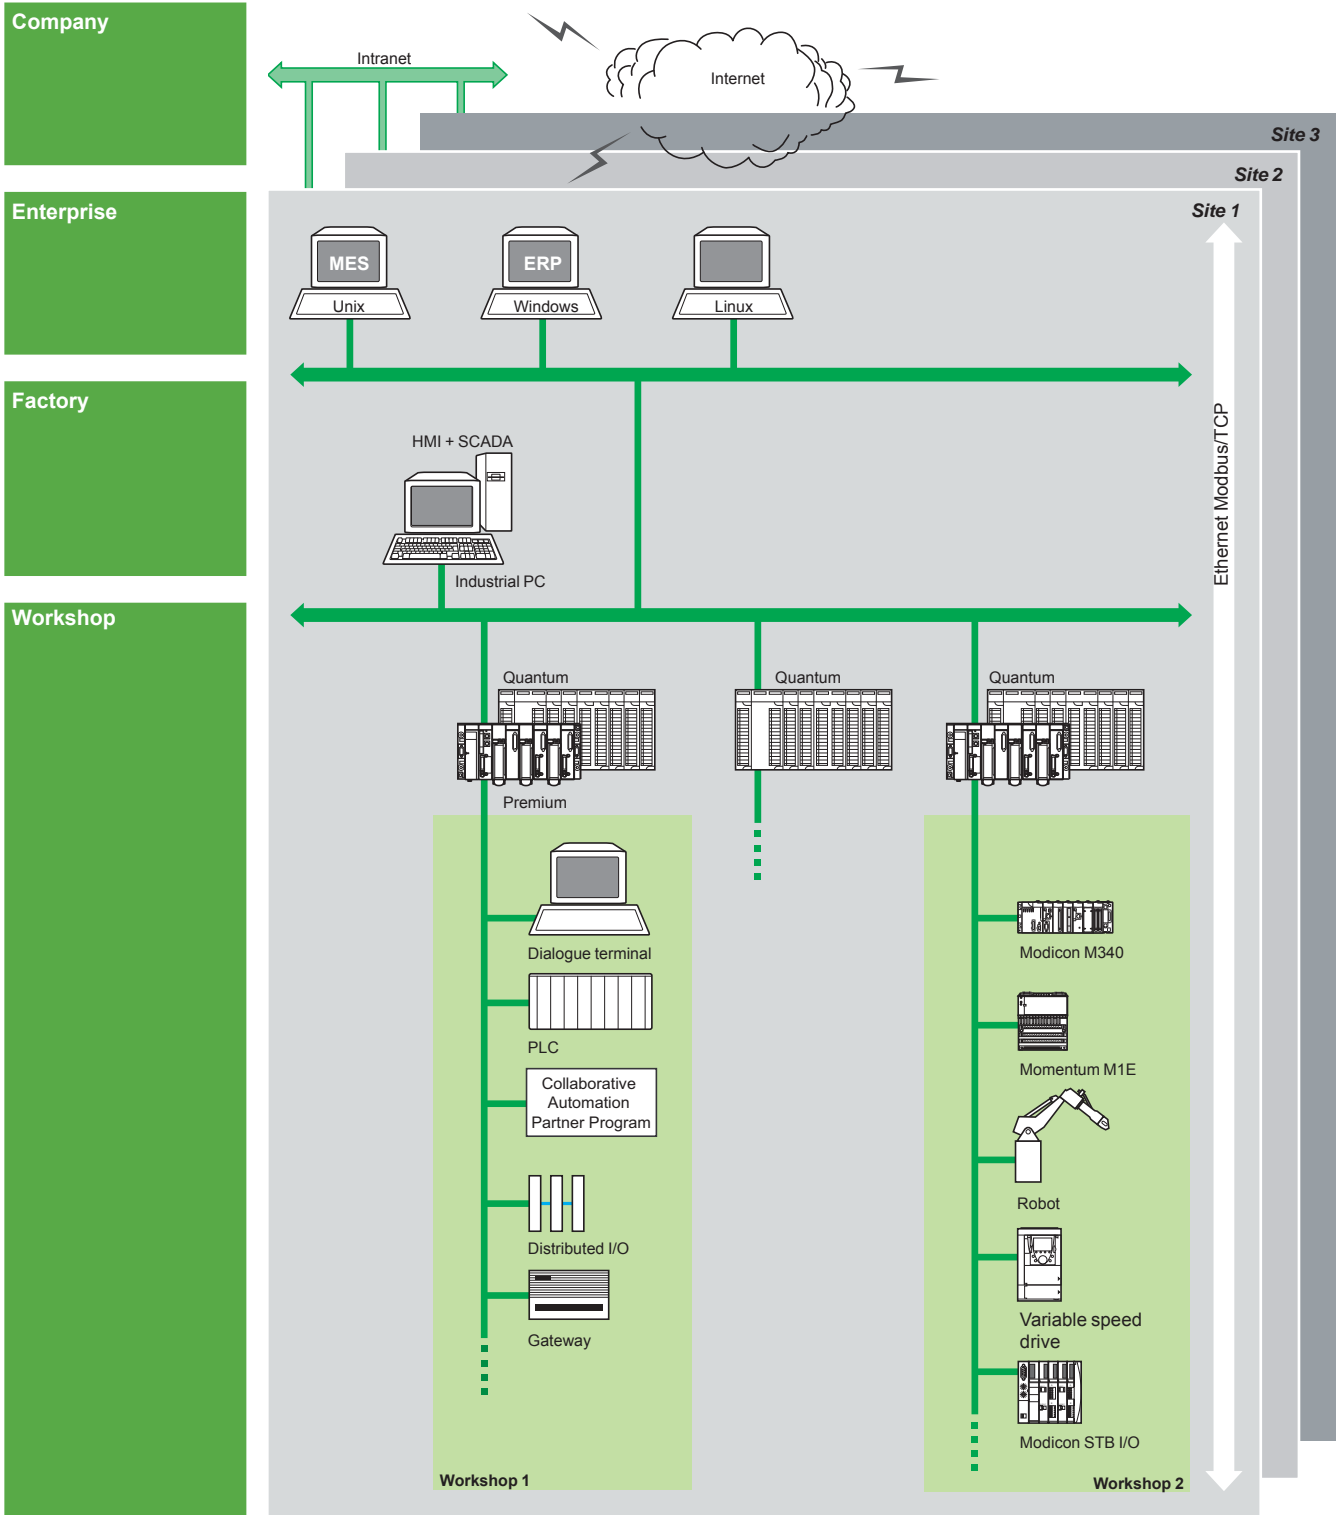 Company
Intranet
Internet
Site 3
Site 2
Enterprise
Site 1
MES
ERP
Unix
Windows
Linux
Factory
HMI + SCADA
Ethernet Modbus/TCP
Industrial PC
Workshop
Quantum
Quantum
Quantum
Premium
Dialogue terminal
Modicon M340
PLC
Momentum M1E
Collaborative
Automation
Partner Program
Robot
Distributed I/O
Variable speed
drive
Gateway
Modicon STB I/O
Workshop 1
Workshop 2